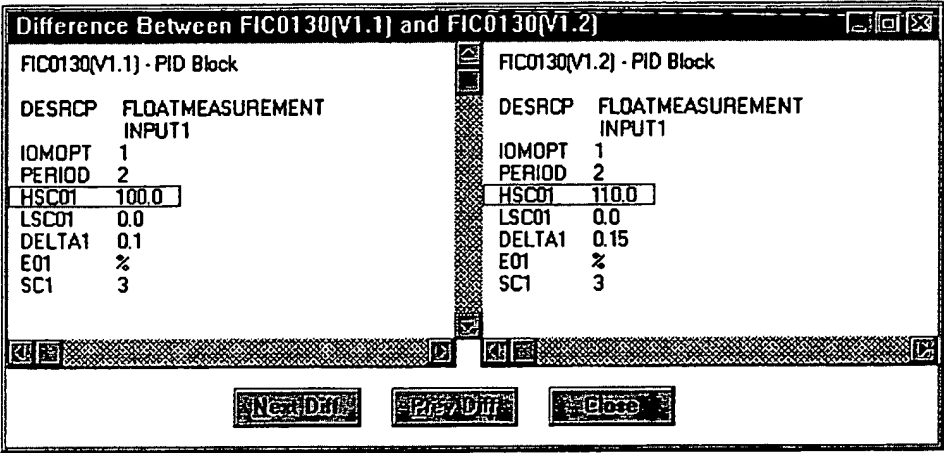 Difference Between FIC0130(V1.1) and FIC0130(V1.2)
FIC0130(V1.1) - PID Block
DESRCP FLOATMEASUREMENT
INPUT1
IOMOPT 1
PERIOD 2
HSC01 100.0
LSC01 0.0
DELTA1 0.1
E01 %
SC1 3
FIC0130(V1.2) - PID Block
DESRCP FLOATMEASUREMENT
INPUT1
IOMOPT 1
PERIOD 2
HSC01 110.0
LSC01 0.0
DELTA1 0.15
E01 %
SC1 3
Next Diff
Prev Diff
Close